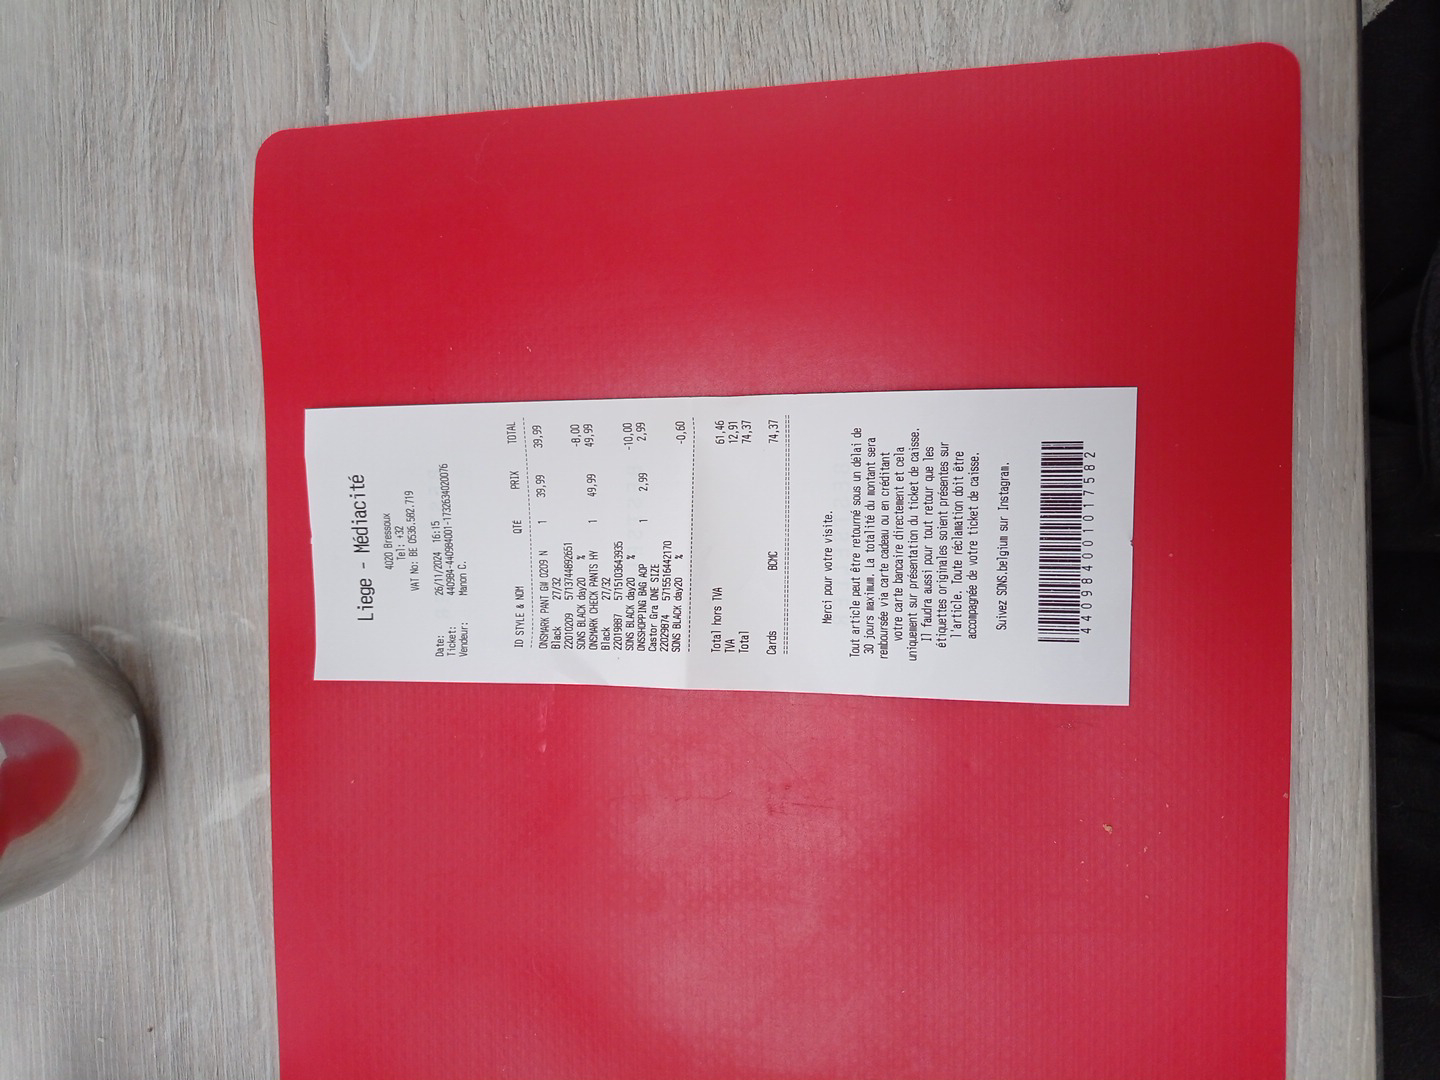 Liege - Médiacité
4020 Bressoux
Tel: +32
VAT No: BE 0536.582.719
Date: 26/11/2024 16:15
Ticket: 440984-440984001-1732634020076
Vendeur: Manon C.
ID STYLE & NOM QTE PRIX TOTAL
ONSMARK PANT GW 0209 N 1 39,99 39,99
Black 27/32
22010209 5713744892651
SONS BLACK day20 % -8,00
ONSMARK CHECK PANTS HY 1 49,99 49,99
Black 27/32
22019887 5715103643935
SONS BLACK day20 % -10,00
ONSSHOPPING BAG AOP 1 2,99 2,99
Castor Gra ONE SIZE
22029874 5715516442170
SONS BLACK day20 % -0,60
Total hors TVA 61,46
TVA 12,91
Total 74,37
Cards BCMC 74,37
Merci pour votre visite.
Tout article peut être retourné sous un délai de
30 jours maximum. La totalité du montant sera
remboursée via carte cadeau ou en créditant
votre carte bancaire directement et cela
uniquement sur présentation du ticket de caisse.
Il faudra aussi pour tout retour que les
étiquettes originales soient présentes sur
l'article. Toute réclamation doit être
accompagnée de votre ticket de caisse.
Suivez SONS.belgium sur Instagram.
4409840010017582